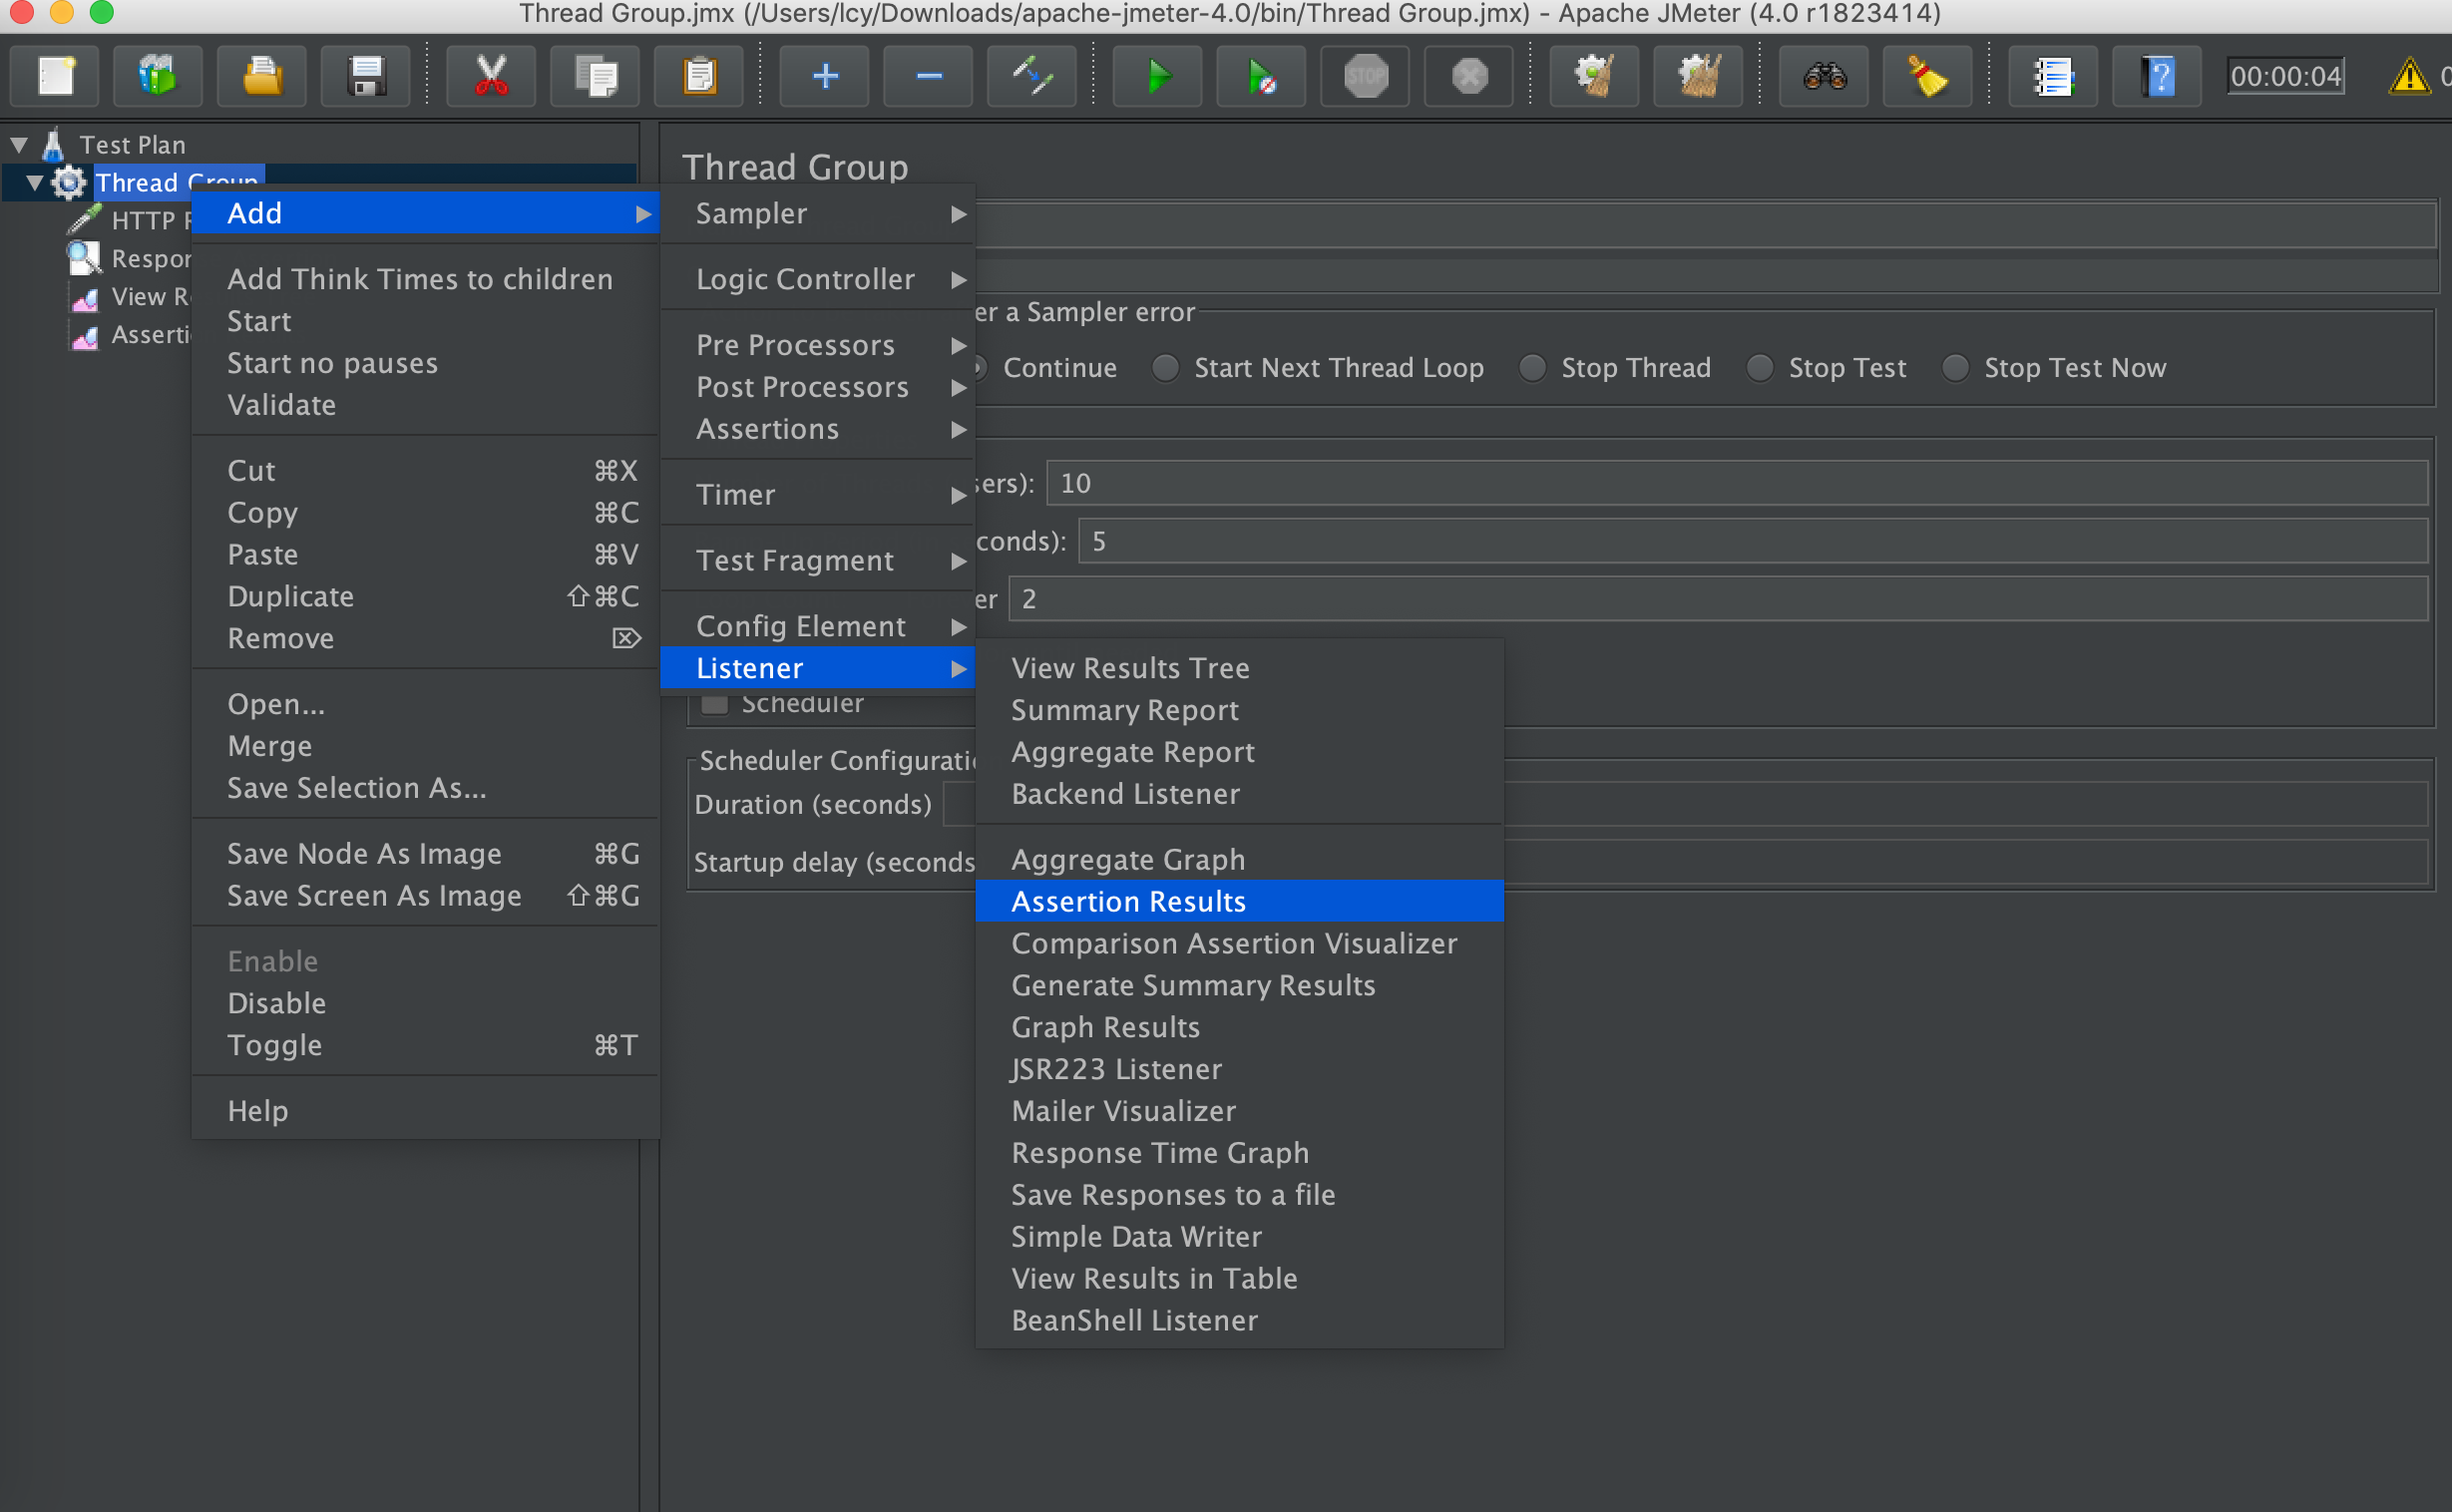 Thread Group.jmx (/Users/lcy/Downloads/apache-jmeter-4.0/bin/Thread Group.jmx) - Apache JMeter (4.0 r1823414)
STOP
00:00:04
Test Plan
Thread Group
HTTP
View
Add
Add Think Times to children
Start
Start no pauses
Validate
Cut ⌘X
Copy ⌘C
Paste ⌘V
Duplicate ⇧⌘C
Remove ⌦
Open...
Merge
Save Selection As...
Save Node As Image ⌘G
Save Screen As Image ⇧⌘G
Enable
Disable
Toggle ⌘T
Help
Sampler
Logic Controller
Pre Processors
Post Processors
Assertions
Timer
Test Fragment
Config Element
Listener
View Results Tree
Summary Report
Aggregate Report
Backend Listener
Aggregate Graph
Assertion Results
Comparison Assertion Visualizer
Generate Summary Results
Graph Results
JSR223 Listener
Mailer Visualizer
Response Time Graph
Save Responses to a file
Simple Data Writer
View Results in Table
BeanShell Listener
Thread Group
er a Sampler error
Continue Start Next Thread Loop Stop Thread Stop Test Stop Test Now
sers): 10
conds): 5
er 2
Scheduler
Scheduler Configuratio
Duration (seconds)
Startup delay (seconds